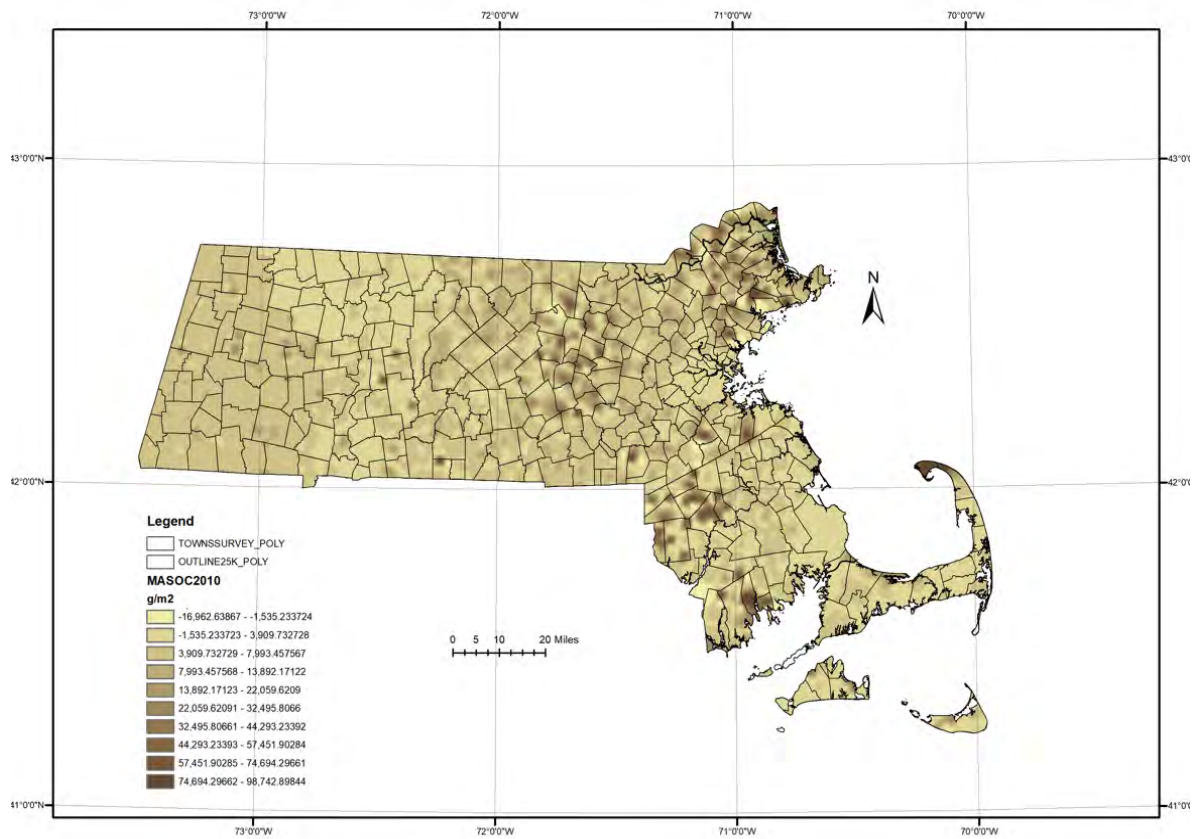 73°0'0"W 72°0'0"W 71°0'0"W 70°0'0"W
43°0'0"N 43°0'0"
N
42°0'0"N 42°0'0"
Legend
TOWNSSURVEY_POLY
OUTLINE25K_POLY
MASOC2010
g/m2
-16,962.63867 - -1,535.233724
-1,535.233723 - 3,909.732728
3,909.732729 - 7,993.457567
7,993.457568 - 13,892.17122
13,892.17123 - 22,059.6209
22,059.62091 - 32,495.8066
32,495.80661 - 44,293.23392
44,293.23393 - 57,451.90284
57,451.90285 - 74,694.29661
74,694.29662 - 98,742.89844
0 5 10 20 Miles
41°0'0"N 41°0'0"
73°0'0"W 72°0'0"W 71°0'0"W 70°0'0"W